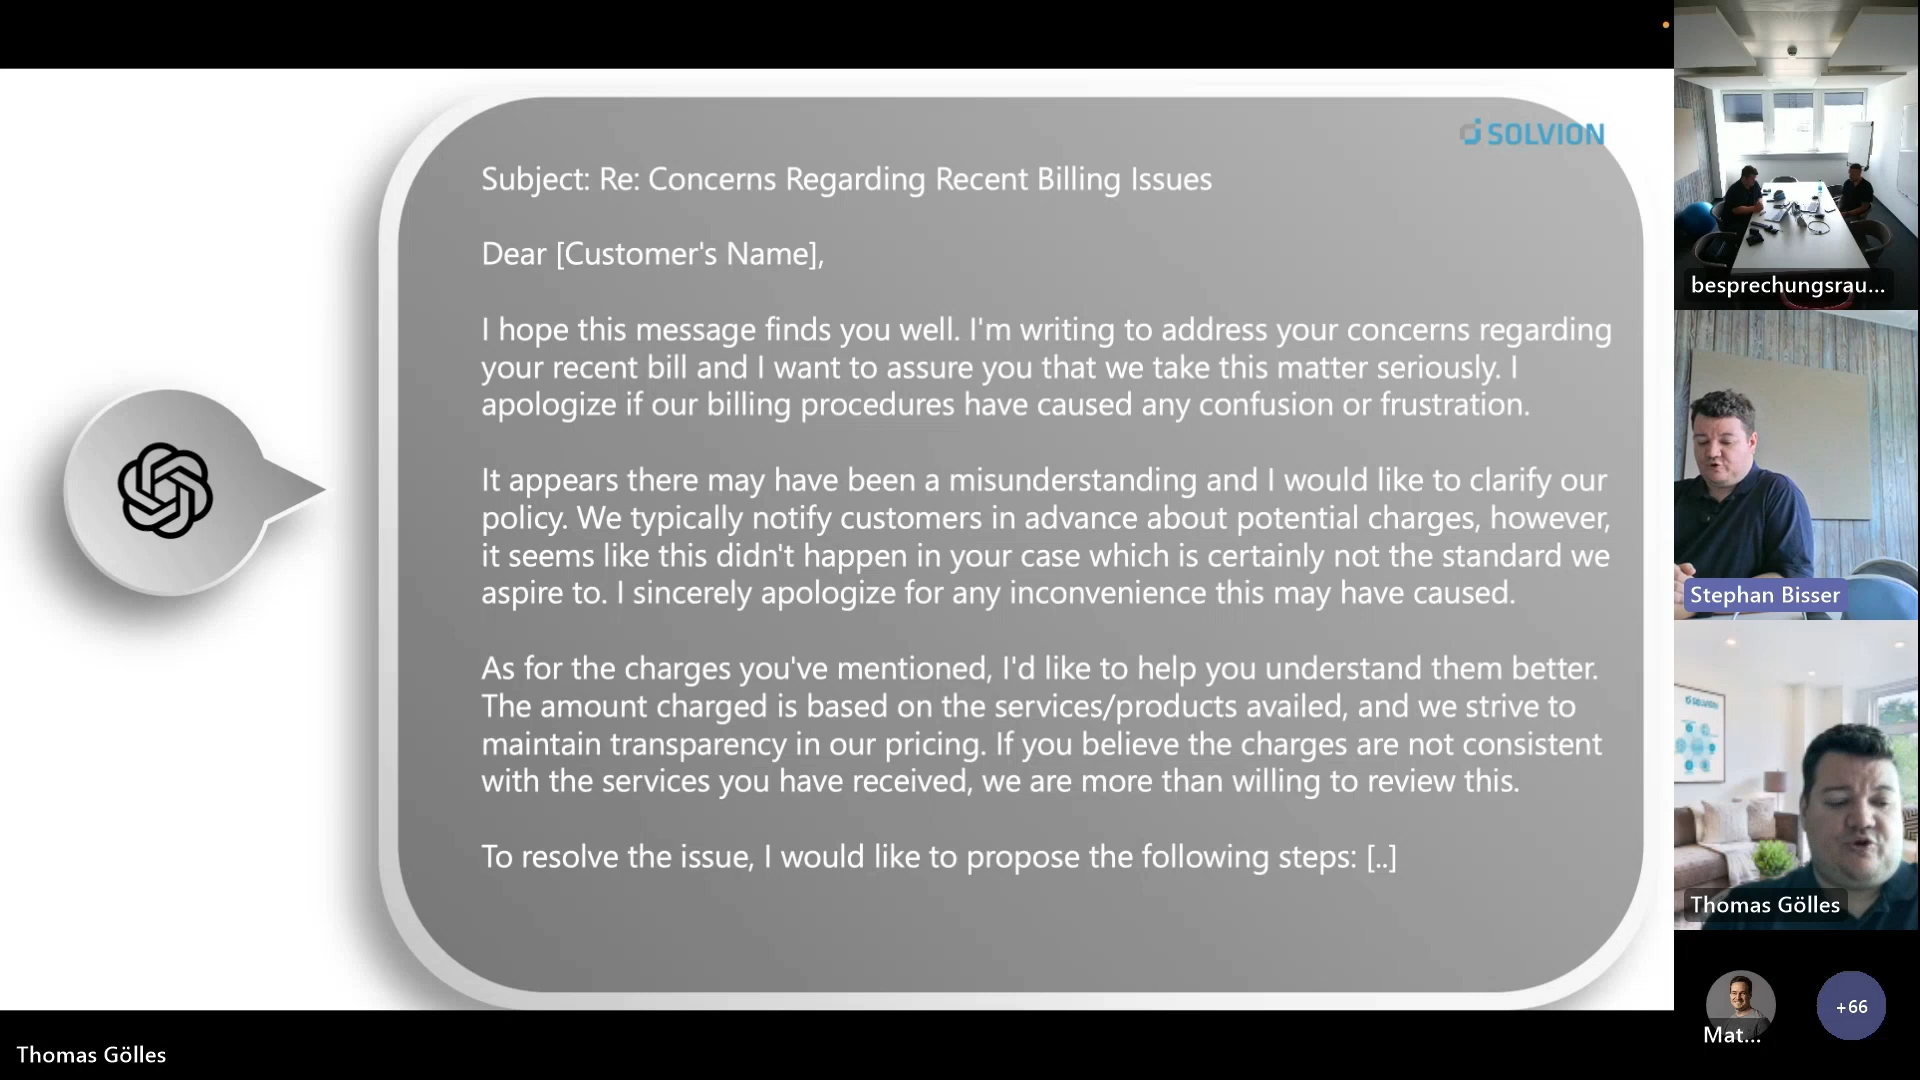 SOLVION
Subject: Re: Concerns Regarding Recent Billing Issues
Dear [Customer's Name],
I hope this message finds you well. I'm writing to address your concerns regarding
your recent bill and I want to assure you that we take this matter seriously. I
apologize if our billing procedures have caused any confusion or frustration.
It appears there may have been a misunderstanding and I would like to clarify our
policy. We typically notify customers in advance about potential charges, however,
it seems like this didn't happen in your case which is certainly not the standard we
aspire to. I sincerely apologize for any inconvenience this may have caused.
As for the charges you've mentioned, I'd like to help you understand them better.
The amount charged is based on the services/products availed, and we strive to
maintain transparency in our pricing. If you believe the charges are not consistent
with the services you have received, we are more than willing to review this.
To resolve the issue, I would like to propose the following steps: [..]
Thomas Gölles
besprechungsrau...
Stephan Bisser
SOLVION
Thomas Gölles
Mat...
+66